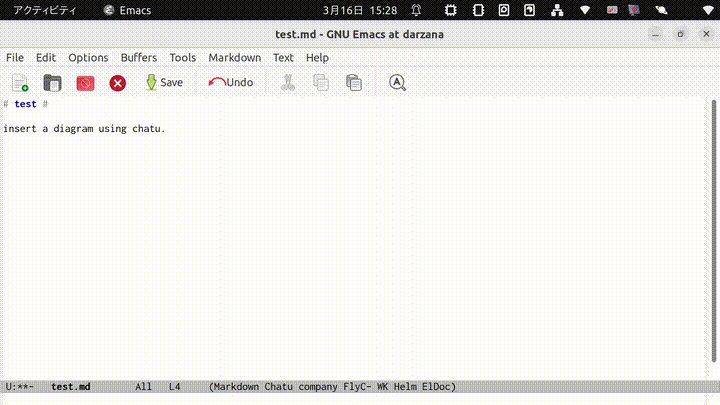 アクティビティ Emacs 3月16日 15:28
test.md - GNU Emacs at darzana
File Edit Options Buffers Tools Markdown Text Help
Save Undo
# test #
insert a diagram using chatu.
U:**- test.md All L4 (Markdown Chatu company FlyC- WK Helm ElDoc)